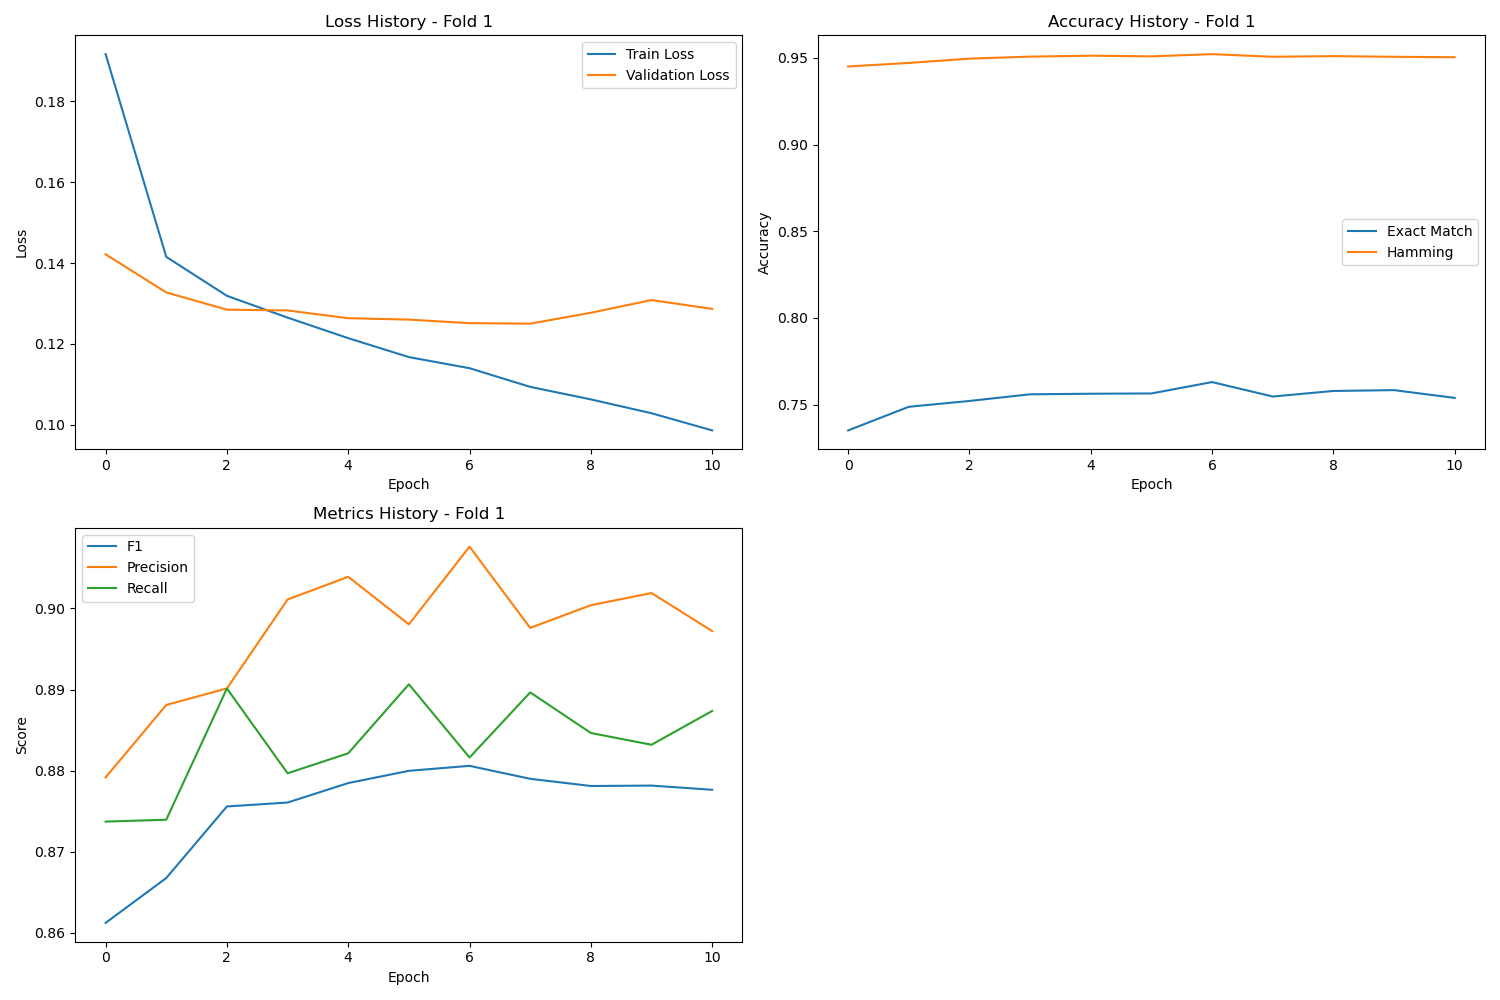 Loss History - Fold 1
Train Loss
Validation Loss
0.18
0.16
0.14
0.12
0.10
Loss
0 2 4 6 8 10
Epoch
Accuracy History - Fold 1
0.95
0.90
0.85
0.80
0.75
Accuracy
Exact Match
Hamming
0 2 4 6 8 10
Epoch
Metrics History - Fold 1
F1
Precision
Recall
0.90
0.89
0.88
0.87
0.86
Score
0 2 4 6 8 10
Epoch